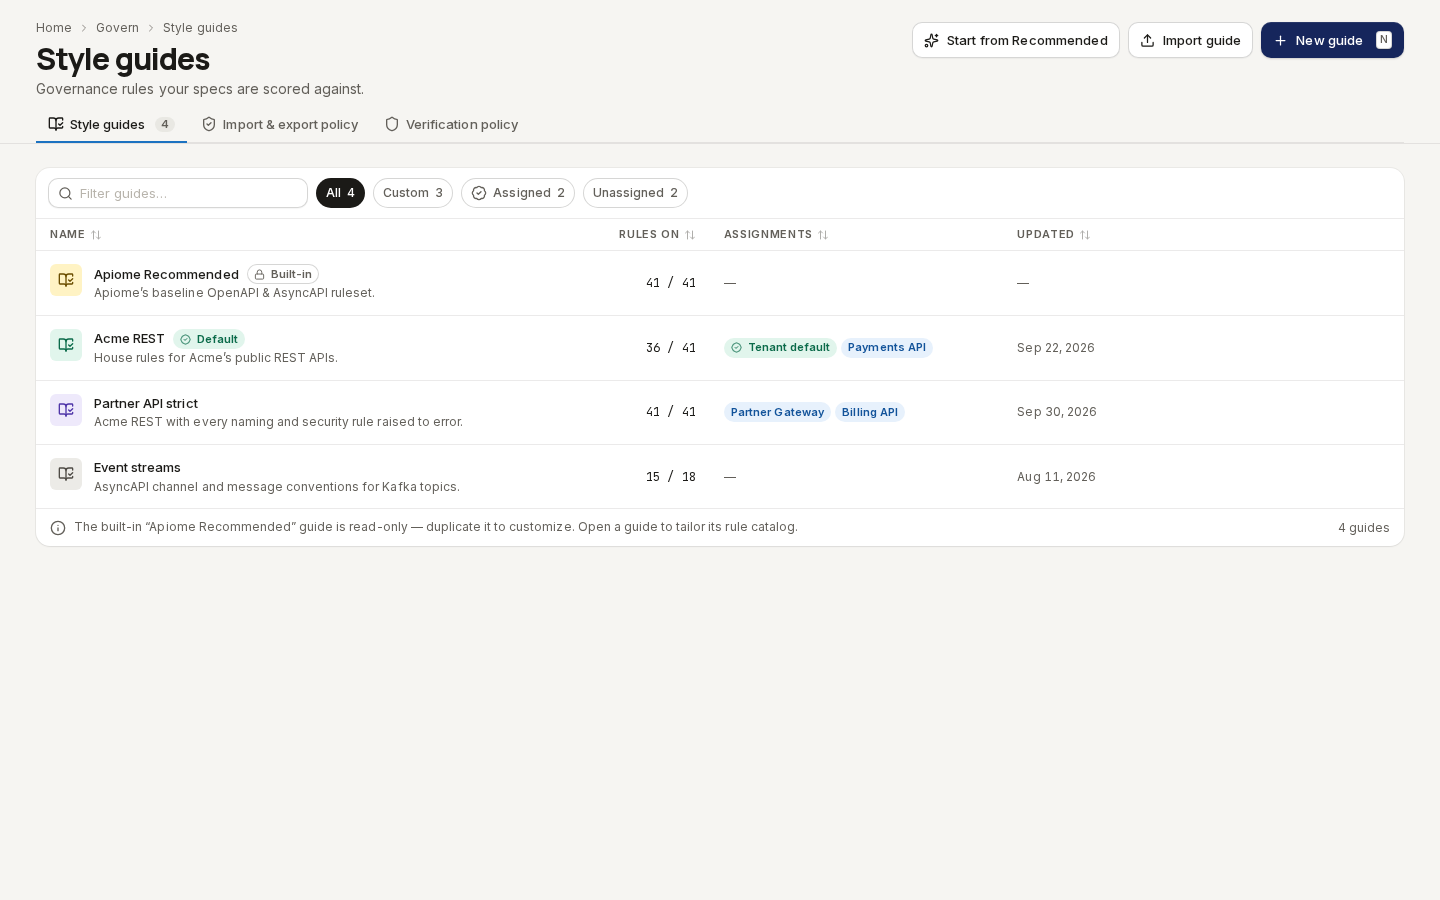 Home > Govern > Style guides
Style guides
Governance rules your specs are scored against.
Start from Recommended
Import guide
New guide N
Style guides 4
Import & export policy
Verification policy
Filter guides…
All 4
Custom 3
Assigned 2
Unassigned 2
NAME
RULES ON
ASSIGNMENTS
UPDATED
Apiome Recommended Built-in
Apiome’s baseline OpenAPI & AsyncAPI ruleset.
41 / 41
—
—
Acme REST Default
House rules for Acme’s public REST APIs.
36 / 41
Tenant default Payments API
Sep 22, 2026
Partner API strict
Acme REST with every naming and security rule raised to error.
41 / 41
Partner Gateway Billing API
Sep 30, 2026
Event streams
AsyncAPI channel and message conventions for Kafka topics.
15 / 18
—
Aug 11, 2026
The built-in “Apiome Recommended” guide is read-only — duplicate it to customize. Open a guide to tailor its rule catalog.
4 guides